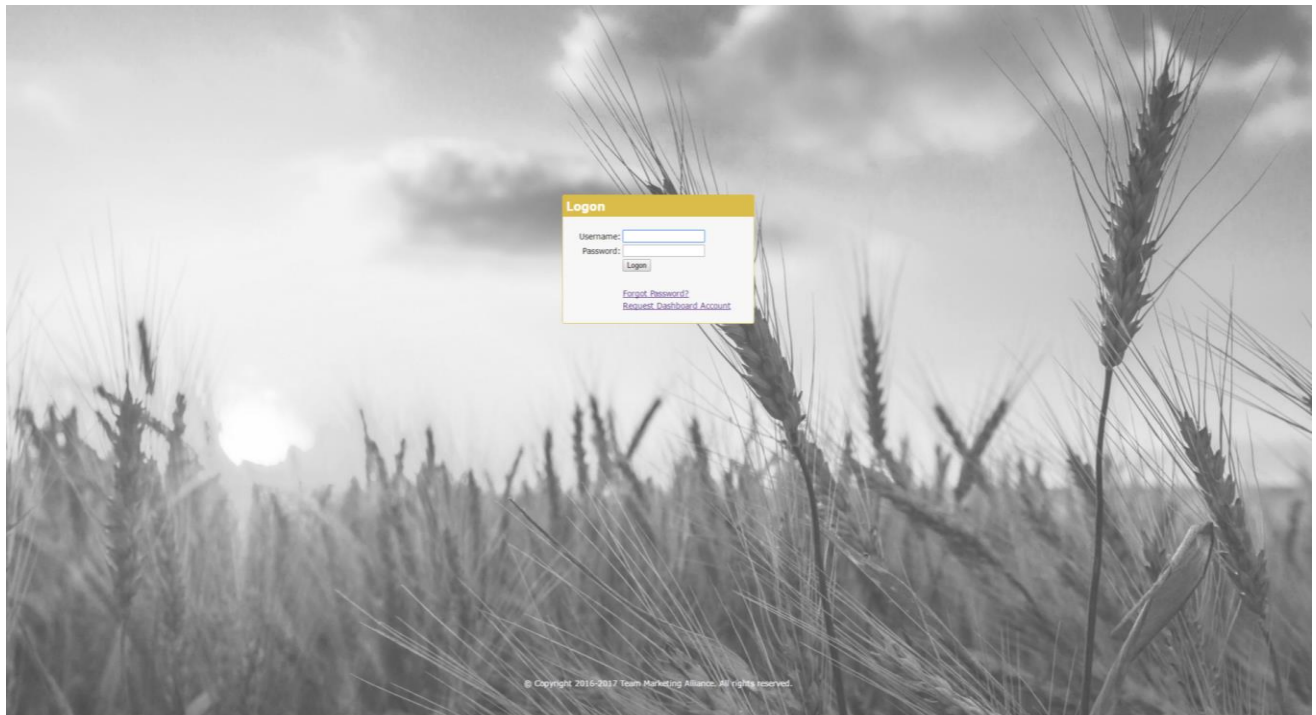 Logon
Username:
Password:
Logon
Forgot Password?
Request Dashboard Account
© Copyright 2016-2017 Team Marketing Alliance. All rights reserved.